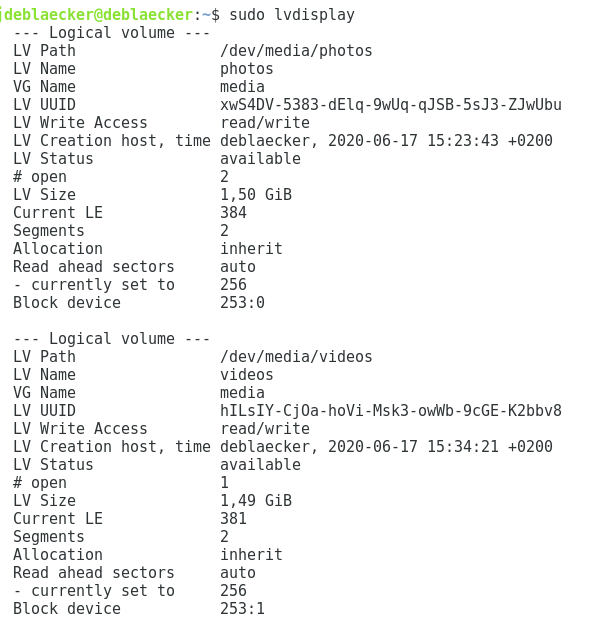 jdeblaecker@deblaecker:~$ sudo lvdisplay
--- Logical volume ---
LV Path                /dev/media/photos
LV Name                photos
VG Name                media
LV UUID                xwS4DV-5383-dElq-9wUq-qJSB-5sJ3-ZJwUbu
LV Write Access        read/write
LV Creation host, time deblaecker, 2020-06-17 15:23:43 +0200
LV Status              available
# open                 2
LV Size                1,50 GiB
Current LE             384
Segments               2
Allocation             inherit
Read ahead sectors     auto
- currently set to     256
Block device           253:0
--- Logical volume ---
LV Path                /dev/media/videos
LV Name                videos
VG Name                media
LV UUID                hILsIY-CjOa-hoVi-Msk3-owWb-9cGE-K2bbv8
LV Write Access        read/write
LV Creation host, time deblaecker, 2020-06-17 15:34:21 +0200
LV Status              available
# open                 1
LV Size                1,49 GiB
Current LE             381
Segments               2
Allocation             inherit
Read ahead sectors     auto
- currently set to     256
Block device           253:1